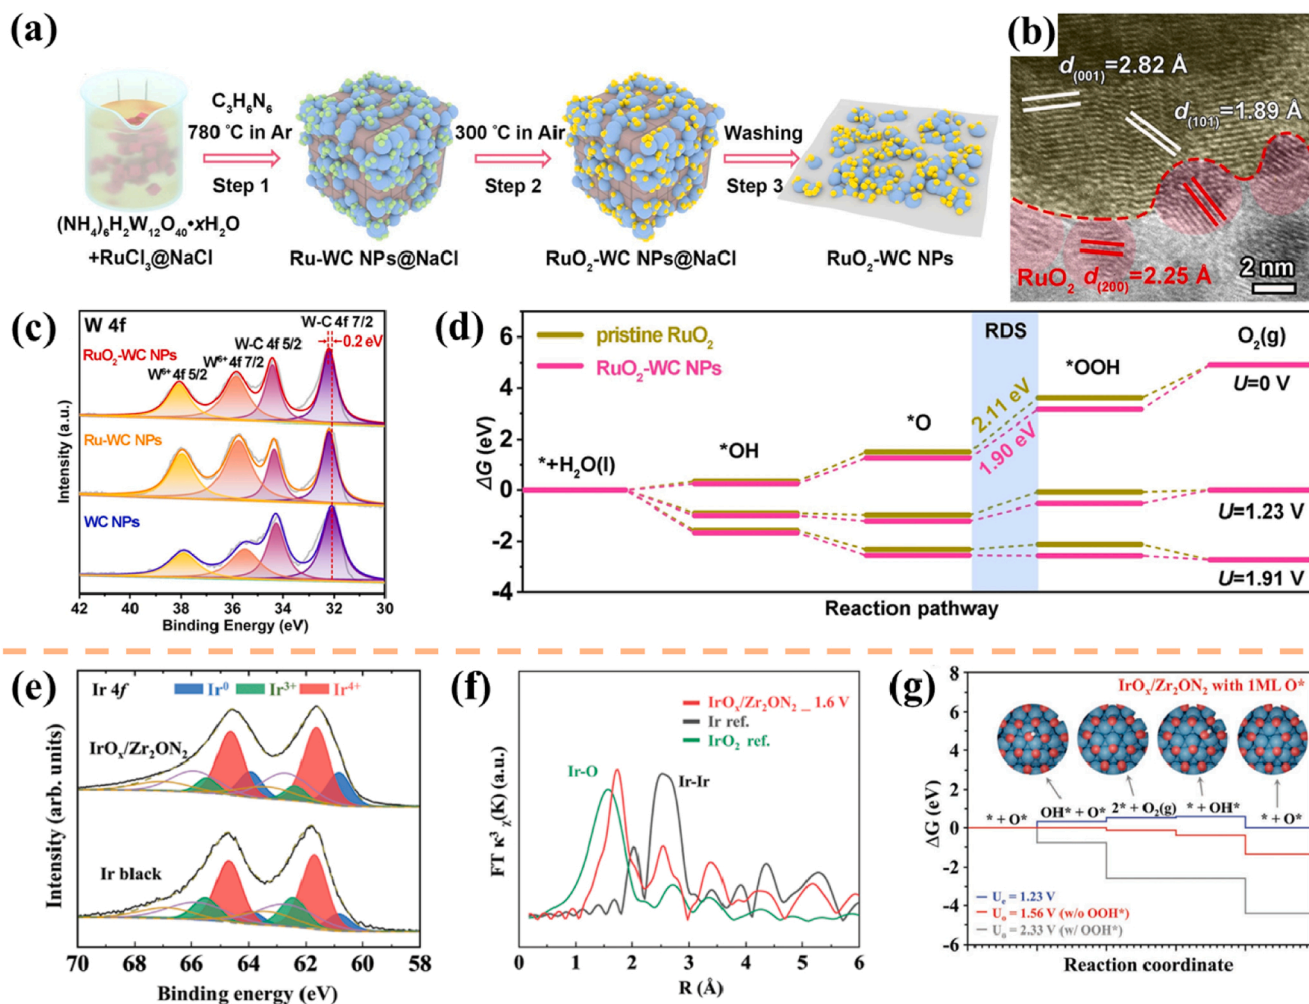 (a)
C₃H₆N₆
780 °C in Ar
Step 1
300 °C in Air
Step 2
Washing
Step 3
(NH₄)₆H₂W₁₂O₄₀•xH₂O
+RuCl₃@NaCl
Ru-WC NPs@NaCl
RuO₂-WC NPs@NaCl
RuO₂-WC NPs
(b)
d(001)=2.82 Å
d(101)=1.89 Å
RuO₂ d(200)=2.25 Å
2 nm
(c)
W 4f
W-C 4f 7/2
0.2 eV
RuO₂-WC NPs
W⁶⁺ 4f 5/2
W⁶⁺ 4f 7/2
W-C 4f 5/2
Ru-WC NPs
WC NPs
Intensity (a.u.)
42 40 38 36 34 32 30
Binding Energy (eV)
(d)
pristine RuO₂
RuO₂-WC NPs
RDS
*+H₂O(l)
*OH
*O
2.11 eV
1.90 eV
*OOH
O₂(g)
U=0 V
U=1.23 V
U=1.91 V
ΔG (eV)
6
4
2
0
-2
-4
Reaction pathway
(e)
Ir 4f
Ir⁰ Ir³⁺ Ir⁴⁺
IrOₓ/Zr₂ON₂
Ir black
Intensity (arb. units)
70 68 66 64 62 60 58
Binding energy (eV)
(f)
IrOₓ/Zr₂ON₂ _ 1.6 V
Ir ref.
IrO₂ ref.
Ir-O
Ir-Ir
FT κ³ χ(K) (a.u.)
0 1 2 3 4 5 6
R (Å)
(g)
IrOₓ/Zr₂ON₂ with 1ML O*
* + O*
OH* + O*
2* + O₂(g)
* + OH*
* + O*
Uₑ = 1.23 V
Uₒ = 1.56 V (w/o OOH*)
Uₒ = 2.33 V (w/ OOH*)
ΔG (eV)
8
6
4
2
0
-2
-4
-6
Reaction coordinate